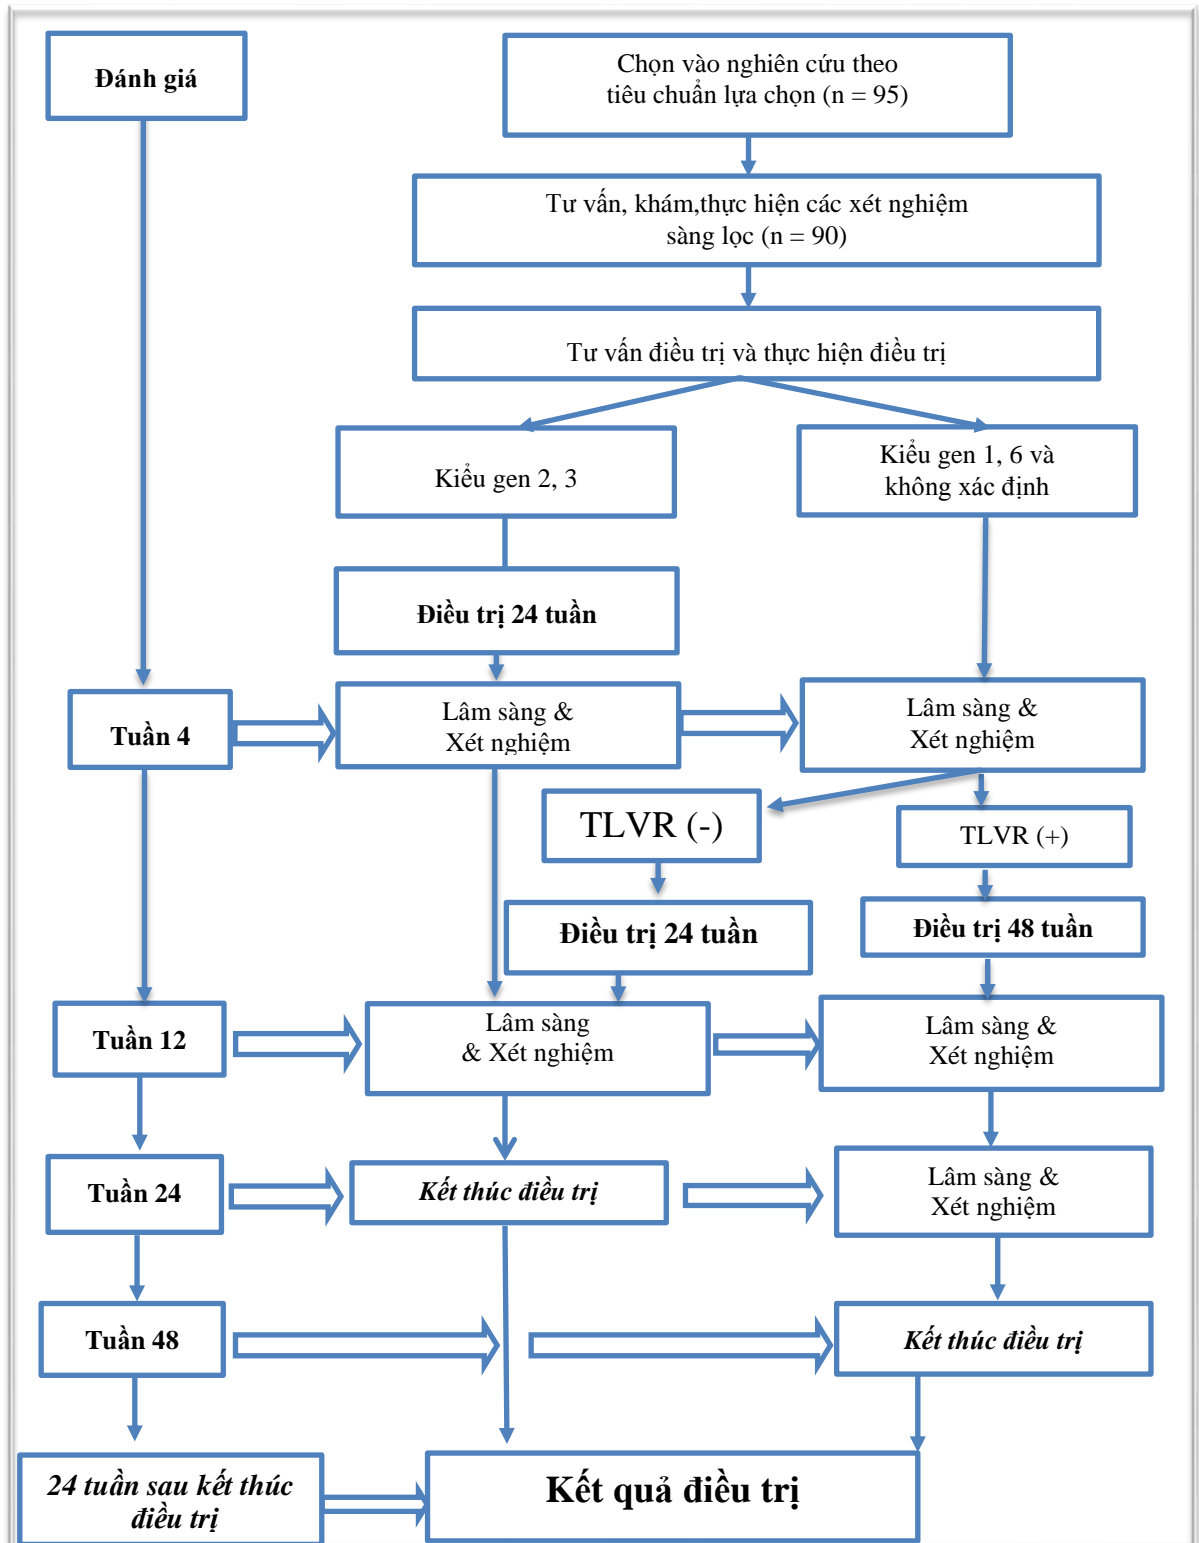 Đánh giá
Chọn vào nghiên cứu theo
tiêu chuẩn lựa chọn (n = 95)
Tư vấn, khám,thực hiện các xét nghiệm
sàng lọc (n = 90)
Tư vấn điều trị và thực hiện điều trị
Kiểu gen 2, 3
Kiểu gen 1, 6 và
không xác định
Điều trị 24 tuần
Tuần 4
Lâm sàng &
Xét nghiệm
Lâm sàng &
Xét nghiệm
TLVR (-)
TLVR (+)
Điều trị 24 tuần
Điều trị 48 tuần
Tuần 12
Lâm sàng
& Xét nghiệm
Lâm sàng &
Xét nghiệm
Tuần 24
Kết thúc điều trị
Lâm sàng &
Xét nghiệm
Tuần 48
Kết thúc điều trị
24 tuần sau kết thúc
điều trị
Kết quả điều trị